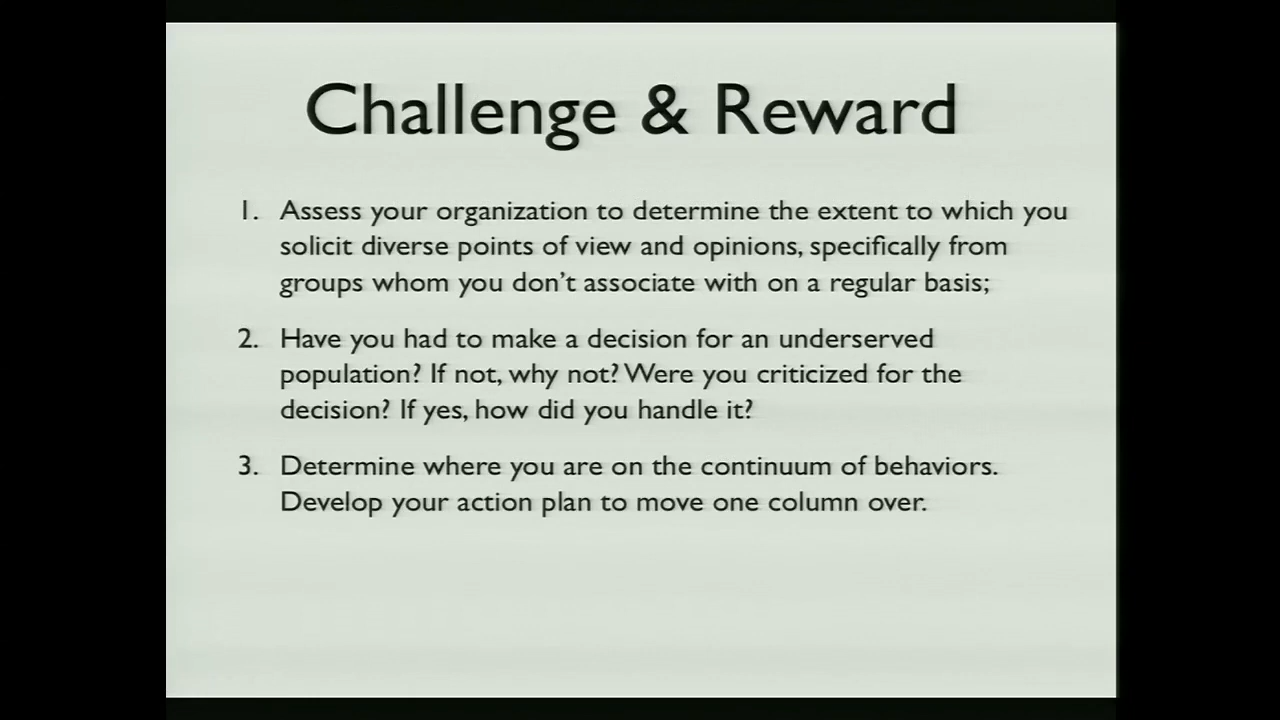 Challenge & Reward
1. Assess your organization to determine the extent to which you
solicit diverse points of view and opinions, specifically from
groups whom you don't associate with on a regular basis;
2. Have you had to make a decision for an underserved
population? If not, why not? Were you criticized for the
decision? If yes, how did you handle it?
3. Determine where you are on the continuum of behaviors.
Develop your action plan to move one column over.